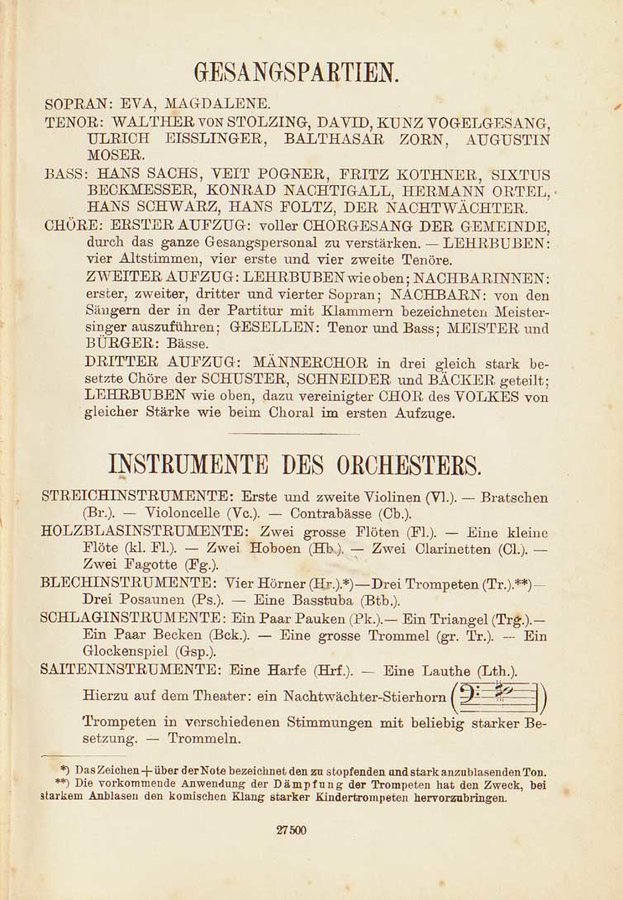 GESANGSPARTIEN.
SOPRAN: EVA, MAGDALENE.
TENOR: WALTHER VON STOLZING, DAVID, KUNZ VOGELGESANG,
ULRICH EISSLINGER, BALTHASAR ZORN, AUGUSTIN
MOSER.
BASS: HANS SACHS, VEIT POGNER, FRITZ KOTHNER, SIXTUS
BECKMESSER, KONRAD NACHTIGALL, HERMANN ORTEL,
HANS SCHWARZ, HANS FOLTZ, DER NACHTWÄCHTER.
CHÖRE: ERSTER AUFZUG: voller CHORGESANG DER GEMEINDE,
durch das ganze Gesangspersonal zu verstärken. — LEHRBUBEN:
vier Altstimmen, vier erste und vier zweite Tenöre.
ZWEITER AUFZUG: LEHRBUBEN wie oben; NACHBARINNEN:
erster, zweiter, dritter und vierter Sopran; NACHBARN: von den
Sängern der in der Partitur mit Klammern bezeichneten Meister-
singer auszuführen; GESELLEN: Tenor und Bass; MEISTER und
BÜRGER: Bässe.
DRITTER AUFZUG: MÄNNERCHOR in drei gleich stark be-
setzte Chöre der SCHUSTER, SCHNEIDER und BÄCKER geteilt;
LEHRBUBEN wie oben, dazu vereinigter CHOR des VOLKES von
gleicher Stärke wie beim Choral im ersten Aufzuge.
INSTRUMENTE DES ORCHESTERS.
STREICHINSTRUMENTE: Erste und zweite Violinen (Vl.). — Bratschen
(Br.). — Violoncelle (Vc.). — Contrabässe (Cb.).
HOLZBLASINSTRUMENTE: Zwei grosse Flöten (Fl.). — Eine kleine
Flöte (kl. Fl.). — Zwei Hoboen (Hb.). — Zwei Clarinetten (Cl.). —
Zwei Fagotte (Fg.).
BLECHINSTRUMENTE: Vier Hörner (Hr.).*) — Drei Trompeten (Tr.).**) —
Drei Posaunen (Ps.). — Eine Basstuba (Btb.).
SCHLAGINSTRUMENTE: Ein Paar Pauken (Pk.). — Ein Triangel (Trg.). —
Ein Paar Becken (Bck.). — Eine grosse Trommel (gr. Tr.). — Ein
Glockenspiel (Gsp.).
SAITENINSTRUMENTE: Eine Harfe (Hrf.). — Eine Lauthe (Lth.).
Hierzu auf dem Theater: ein Nachtwächter-Stierhorn ( )
Trompeten in verschiedenen Stimmungen mit beliebig starker Be-
setzung. — Trommeln.
*) Das Zeichen + über der Note bezeichnet den zu stopfenden und stark anzublasenden Ton.
**) Die vorkommende Anwendung der Dämpfung der Trompeten hat den Zweck, bei
starkem Anblasen den komischen Klang starker Kindertrompeten hervorzubringen.
27500